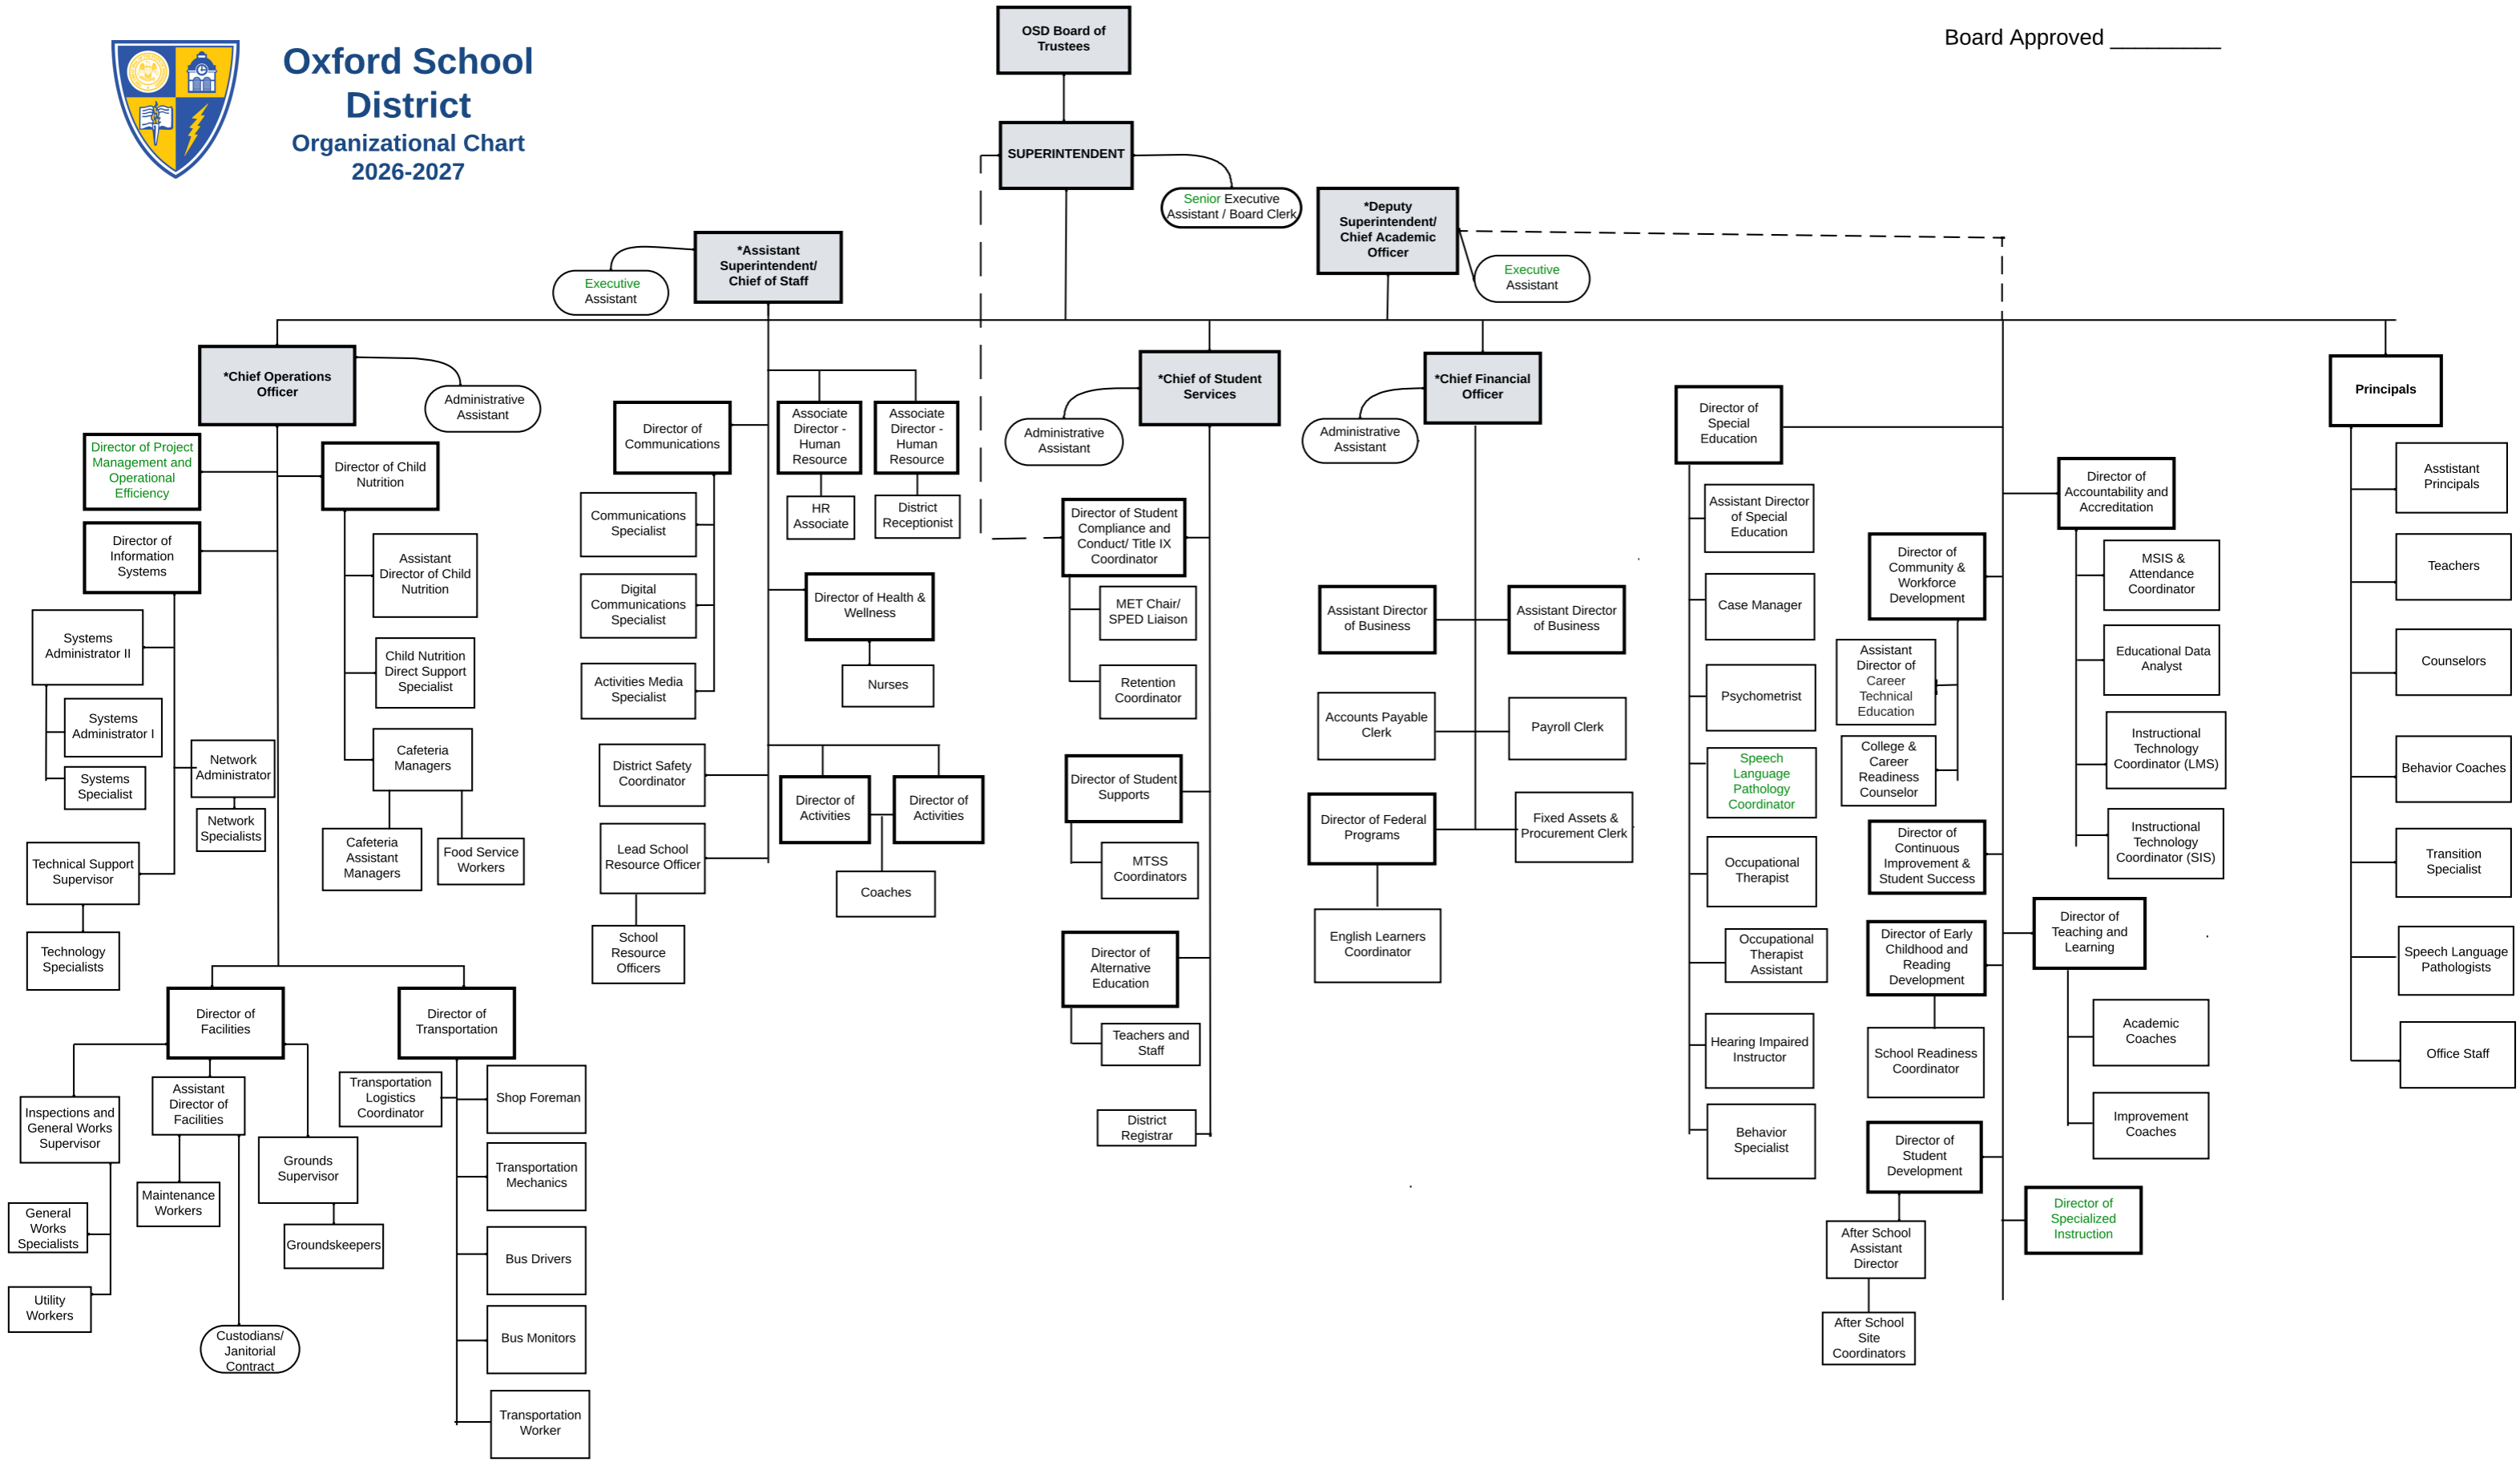 Oxford School
District
Organizational Chart
2026-2027
Board Approved _________
OSD Board of
Trustees
SUPERINTENDENT
Senior Executive
Assistant / Board Clerk
*Deputy
Superintendent/
Chief Academic
Officer
Executive
Assistant
*Assistant
Superintendent/
Chief of Staff
Executive
Assistant
*Chief Operations
Officer
Administrative
Assistant
Director of Project
Management and
Operational
Efficiency
Director of Child
Nutrition
Director of
Information
Systems
Assistant
Director of Child
Nutrition
Child Nutrition
Direct Support
Specialist
Cafeteria
Managers
Cafeteria
Assistant
Managers
Food Service
Workers
Systems
Administrator II
Systems
Administrator I
Systems
Specialist
Network
Administrator
Network
Specialists
Technical Support
Supervisor
Technology
Specialists
Director of
Facilities
Director of
Transportation
Inspections and
General Works
Supervisor
Assistant
Director of
Facilities
Grounds
Supervisor
General
Works
Specialists
Utility
Workers
Maintenance
Workers
Custodians/
Janitorial
Contract
Groundskeepers
Transportation
Logistics
Coordinator
Shop Foreman
Transportation
Mechanics
Bus Drivers
Bus Monitors
Transportation
Worker
Director of
Communications
Associate
Director -
Human
Resource
Associate
Director -
Human
Resource
HR
Associate
District
Receptionist
Communications
Specialist
Digital
Communications
Specialist
Activities Media
Specialist
Director of Health &
Wellness
Nurses
District Safety
Coordinator
Lead School
Resource Officer
School
Resource
Officers
Director of
Activities
Director of
Activities
Coaches
*Chief of Student
Services
Administrative
Assistant
Director of Student
Compliance and
Conduct/ Title IX
Coordinator
MET Chair/
SPED Liaison
Retention
Coordinator
Director of Student
Supports
MTSS
Coordinators
Director of
Alternative
Education
Teachers and
Staff
District
Registrar
*Chief Financial
Officer
Administrative
Assistant
Assistant Director
of Business
Assistant Director
of Business
Accounts Payable
Clerk
Payroll Clerk
Director of Federal
Programs
Fixed Assets &
Procurement Clerk
English Learners
Coordinator
Director of
Special
Education
Assistant Director
of Special
Education
Case Manager
Psychometrist
Speech
Language
Pathology
Coordinator
Occupational
Therapist
Occupational
Therapist
Assistant
Hearing Impaired
Instructor
Behavior
Specialist
Director of
Accountability and
Accreditation
MSIS &
Attendance
Coordinator
Educational Data
Analyst
Instructional
Technology
Coordinator (LMS)
Instructional
Technology
Coordinator (SIS)
Director of
Community &
Workforce
Development
Assistant
Director of
Career
Technical
Education
College &
Career
Readiness
Counselor
Director of
Continuous
Improvement &
Student Success
Director of
Teaching and
Learning
Academic
Coaches
Improvement
Coaches
Director of Early
Childhood and
Reading
Development
School Readiness
Coordinator
Director of
Student
Development
After School
Assistant
Director
After School
Site
Coordinators
Director of
Specialized
Instruction
Principals
Asstistant
Principals
Teachers
Counselors
Behavior Coaches
Transition
Specialist
Speech Language
Pathologists
Office Staff